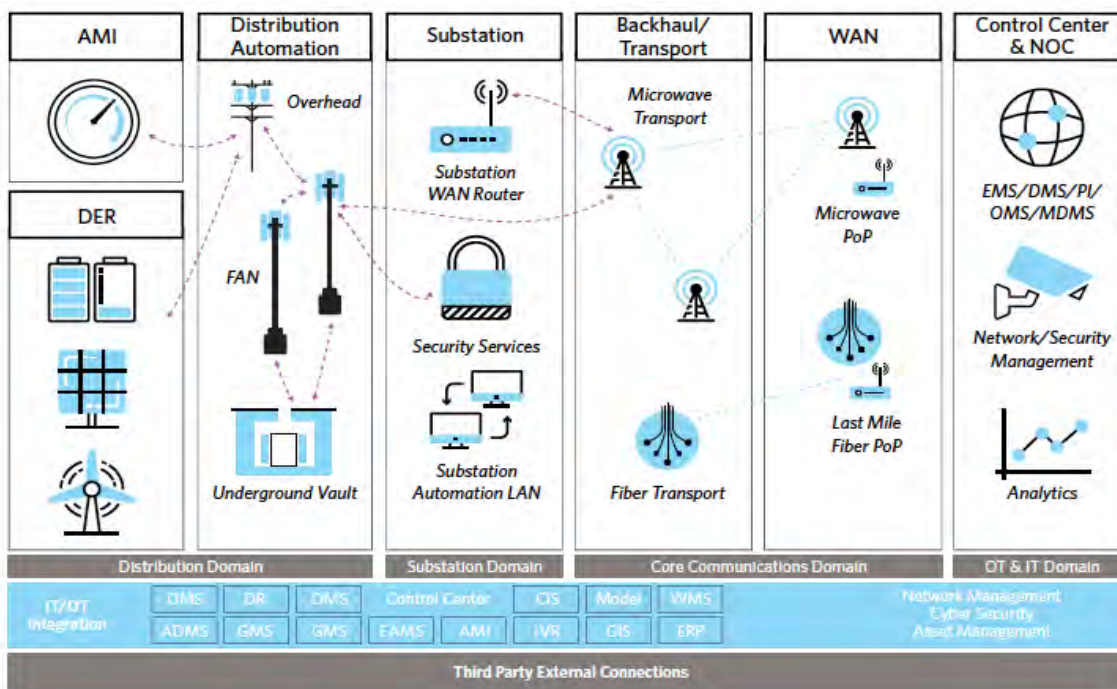 AMI
Distribution
Automation
Substation
Backhaul/
Transport
WAN
Control Center
& NOC
Overhead
FAN
Underground Vault
DER
Substation
WAN Router
Security Services
Substation
Automation LAN
Microwave
Transport
Fiber Transport
Microwave
PoP
Last Mile
Fiber PoP
EMS/DMS/PI/
OMS/MDMS
Network/Security
Management
Analytics
Distribution Domain
Substation Domain
Core Communications Domain
OT & IT Domain
IT/OT
Integration
OMS DR DMS Control Center CIS Model WMS
ADMS GMS GMS EAMS AMI IVR GIS ERP
Network Management
Cyber Security
Asset Management
Third Party External Connections